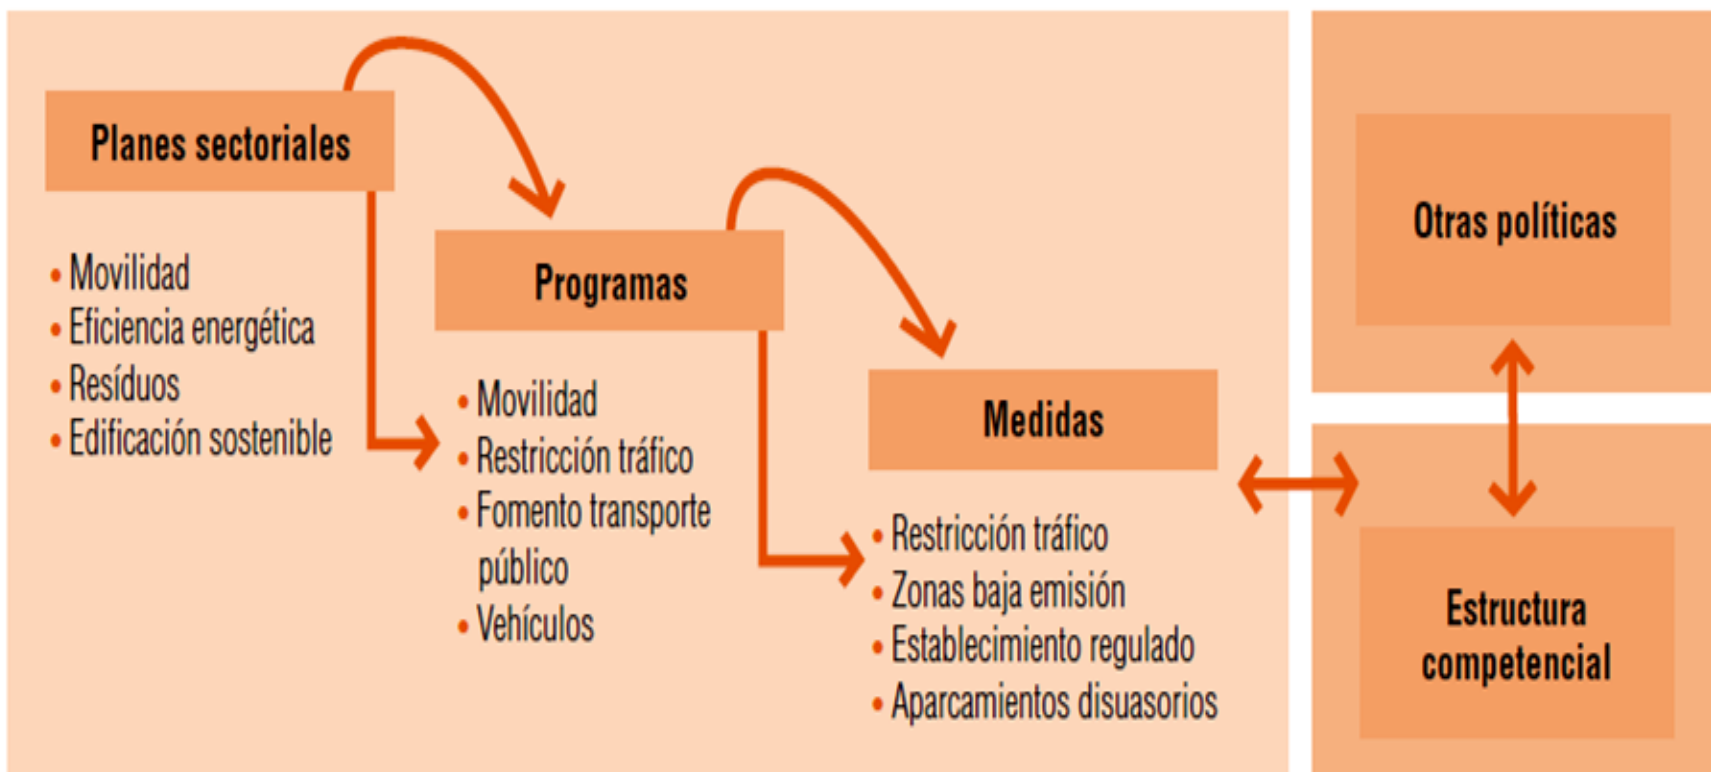 Planes sectoriales
• Movilidad
• Eficiencia energética
• Resíduos
• Edificación sostenible
Programas
• Movilidad
• Restricción tráfico
• Fomento transporte
público
• Vehículos
Medidas
• Restricción tráfico
• Zonas baja emisión
• Establecimiento regulado
• Aparcamientos disuasorios
Otras políticas
Estructura
competencial